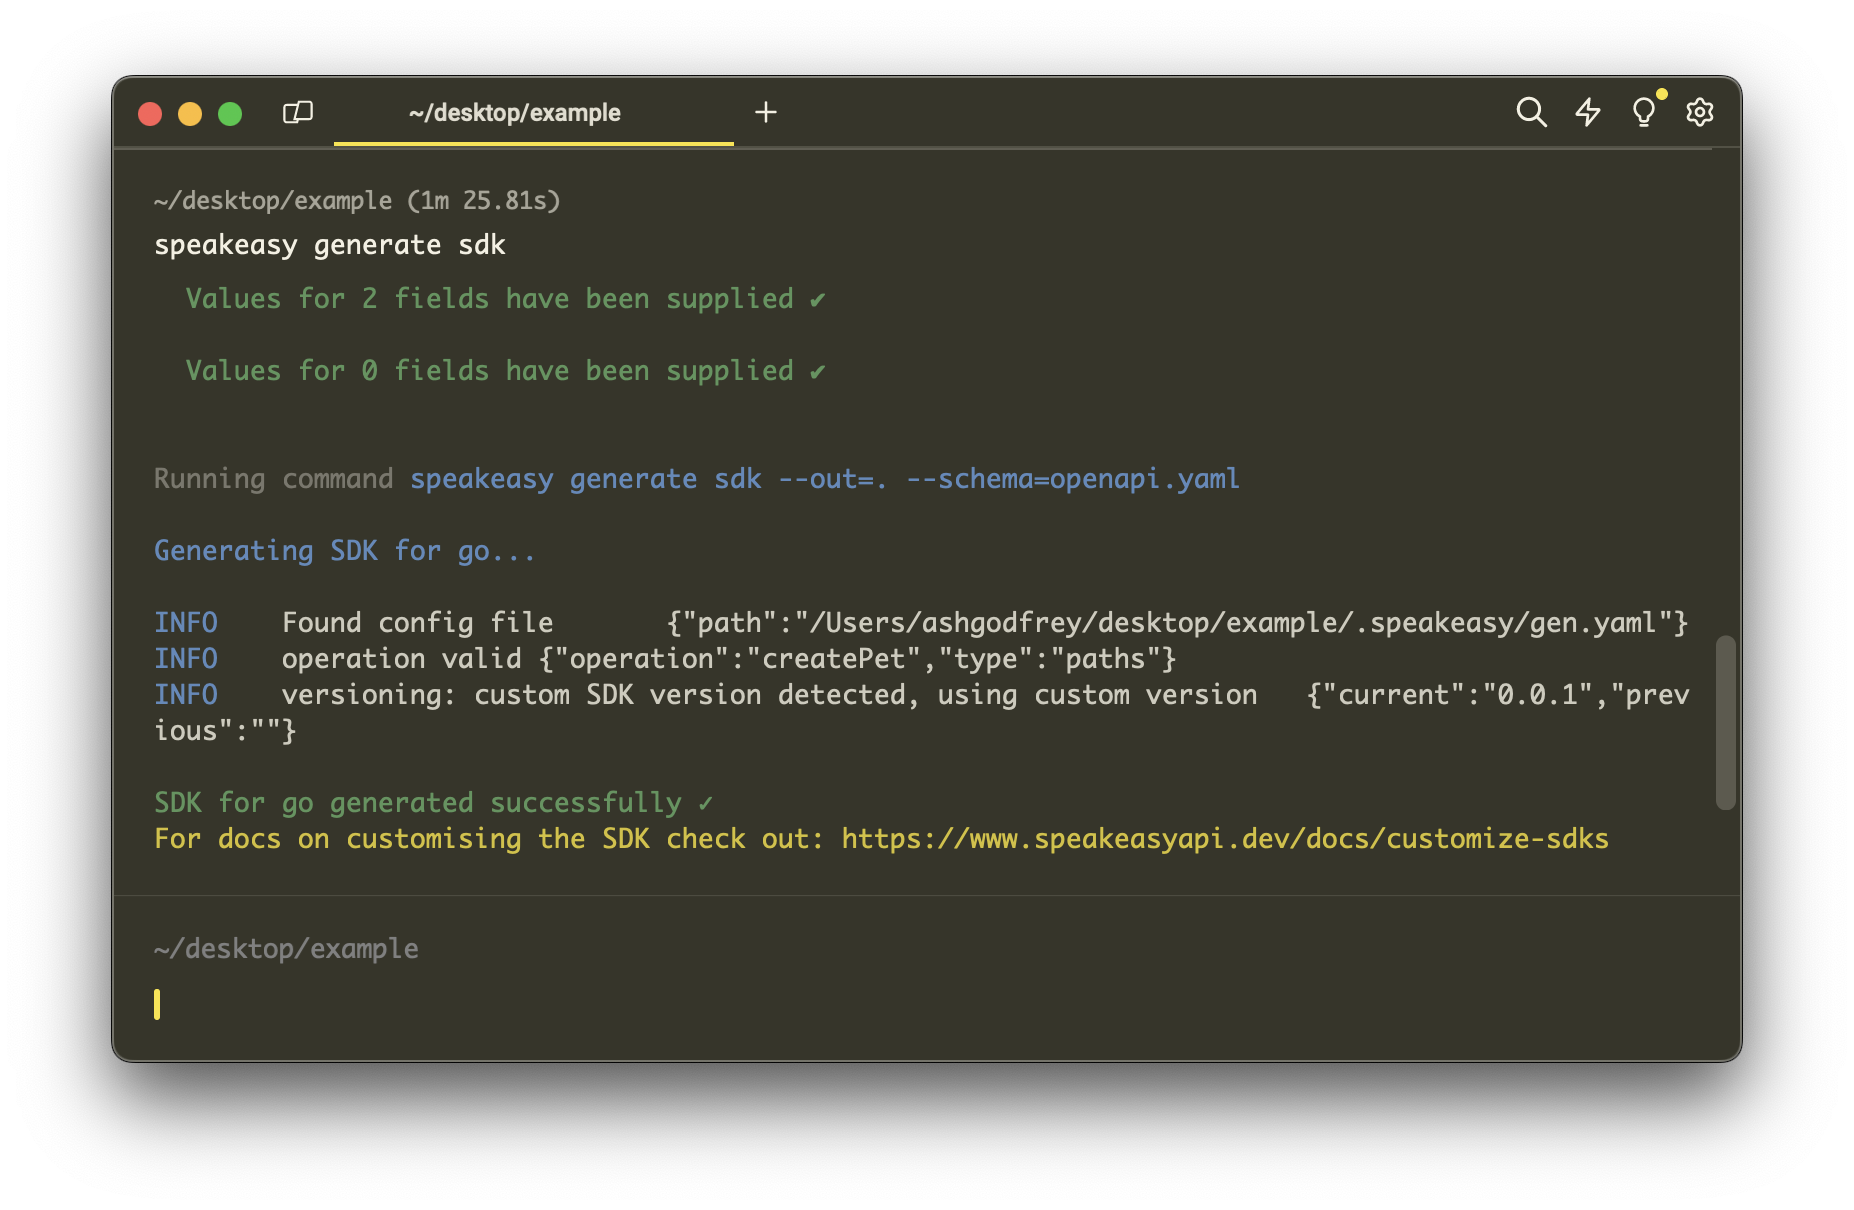 ~/desktop/example
~/desktop/example (1m 25.81s)
speakeasy generate sdk
Values for 2 fields have been supplied ✔
Values for 0 fields have been supplied ✔
Running command speakeasy generate sdk --out=. --schema=openapi.yaml
Generating SDK for go...
INFO    Found config file       {"path":"/Users/ashgodfrey/desktop/example/.speakeasy/gen.yaml"}
INFO    operation valid {"operation":"createPet","type":"paths"}
INFO    versioning: custom SDK version detected, using custom version   {"current":"0.0.1","prev
ious":""}
SDK for go generated successfully ✓
For docs on customising the SDK check out: https://www.speakeasyapi.dev/docs/customize-sdks
~/desktop/example